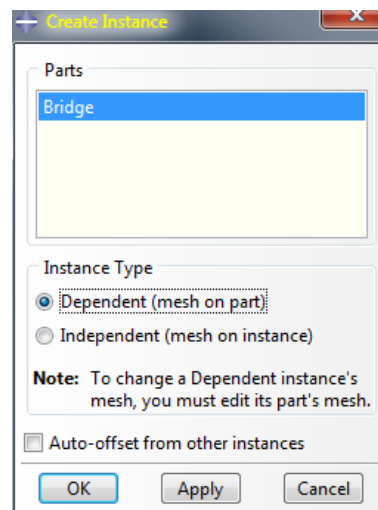 Create Instance
Parts
Bridge
Instance Type
Dependent (mesh on part)
Independent (mesh on instance)
Note: To change a Dependent instance's
mesh, you must edit its part's mesh.
Auto-offset from other instances
OK Apply Cancel